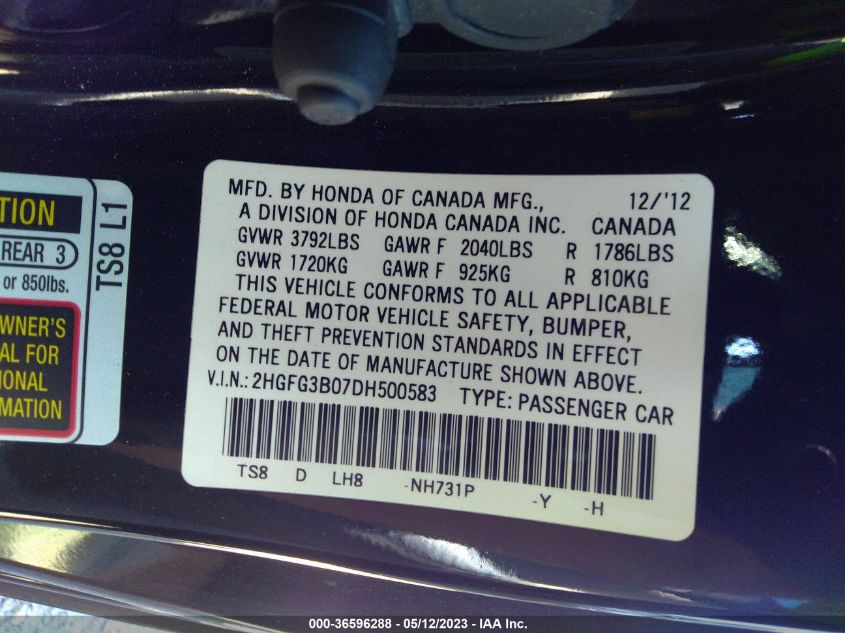 TION
REAR 3
or 850lbs.
WNER'S
AL FOR
IONAL
MATION
TS8 L1
MFD. BY HONDA OF CANADA MFG., 12/'12
A DIVISION OF HONDA CANADA INC. CANADA
GVWR 3792LBS GAWR F 2040LBS R 1786LBS
GVWR 1720KG GAWR F 925KG R 810KG
THIS VEHICLE CONFORMS TO ALL APPLICABLE
FEDERAL MOTOR VEHICLE SAFETY, BUMPER,
AND THEFT PREVENTION STANDARDS IN EFFECT
ON THE DATE OF MANUFACTURE SHOWN ABOVE.
V.I.N.: 2HGFG3B07DH500583 TYPE: PASSENGER CAR
TS8 D LH8 -NH731P -Y -H
000-36596288 - 05/12/2023 - IAA Inc.